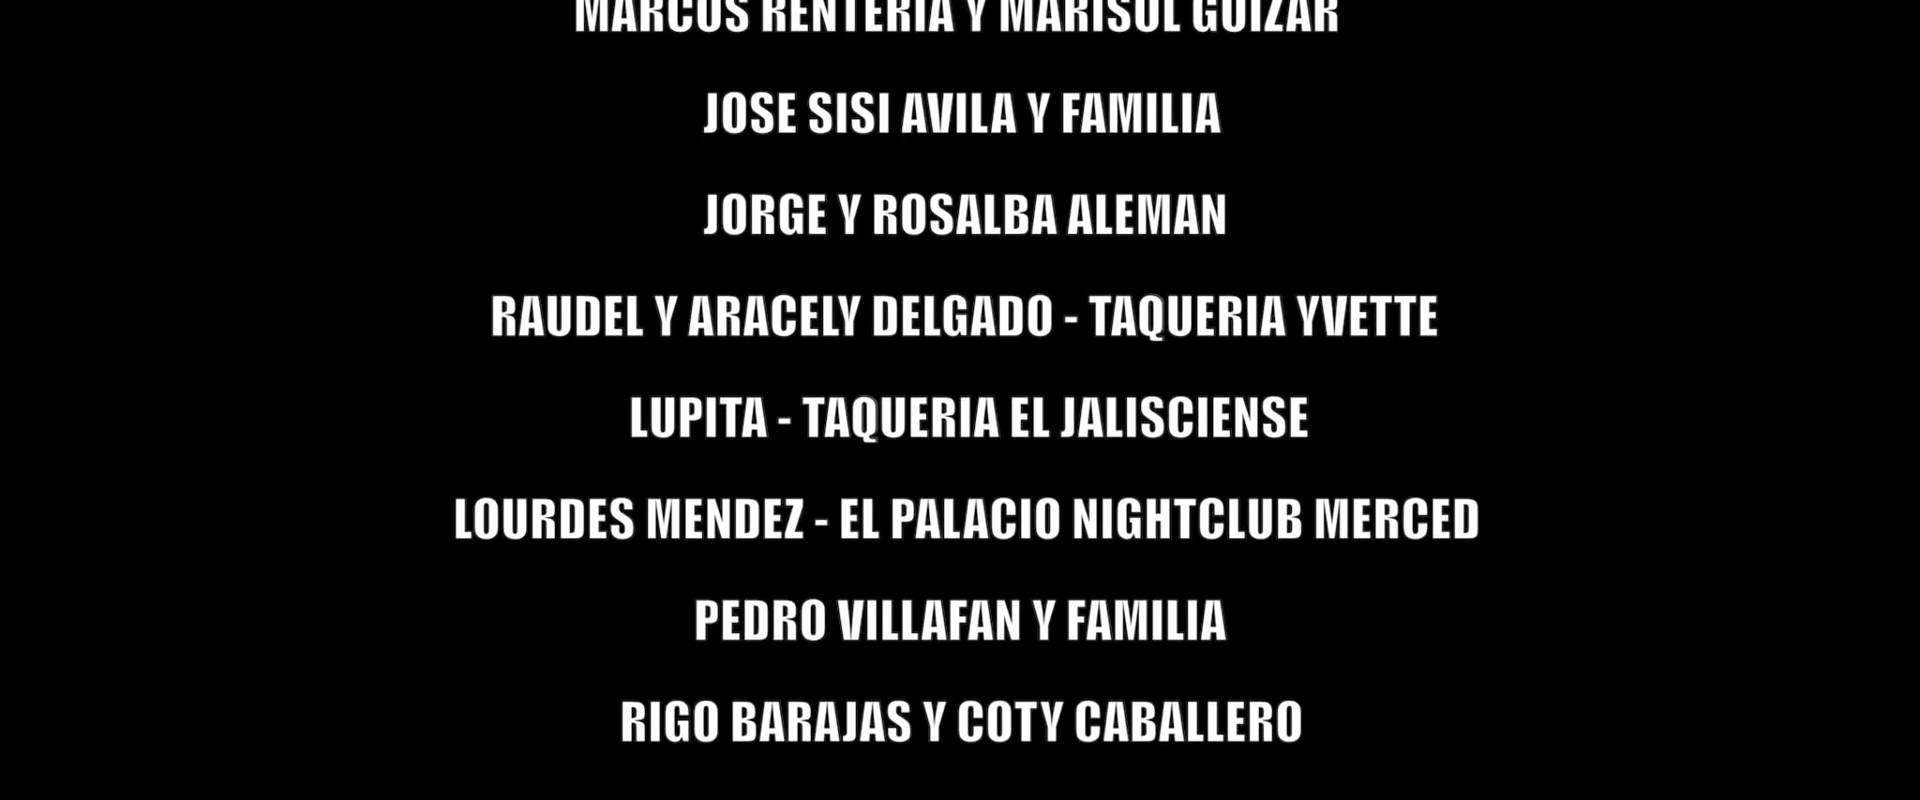 MARCOS RENTERIA Y MARISOL GUIZAR
JOSE SISI AVILA Y FAMILIA
JORGE Y ROSALBA ALEMAN
RAUDEL Y ARACELY DELGADO - TAQUERIA YVETTE
LUPITA - TAQUERIA EL JALISCIENSE
LOURDES MENDEZ - EL PALACIO NIGHTCLUB MERCED
PEDRO VILLAFAN Y FAMILIA
RIGO BARAJAS Y COTY CABALLERO